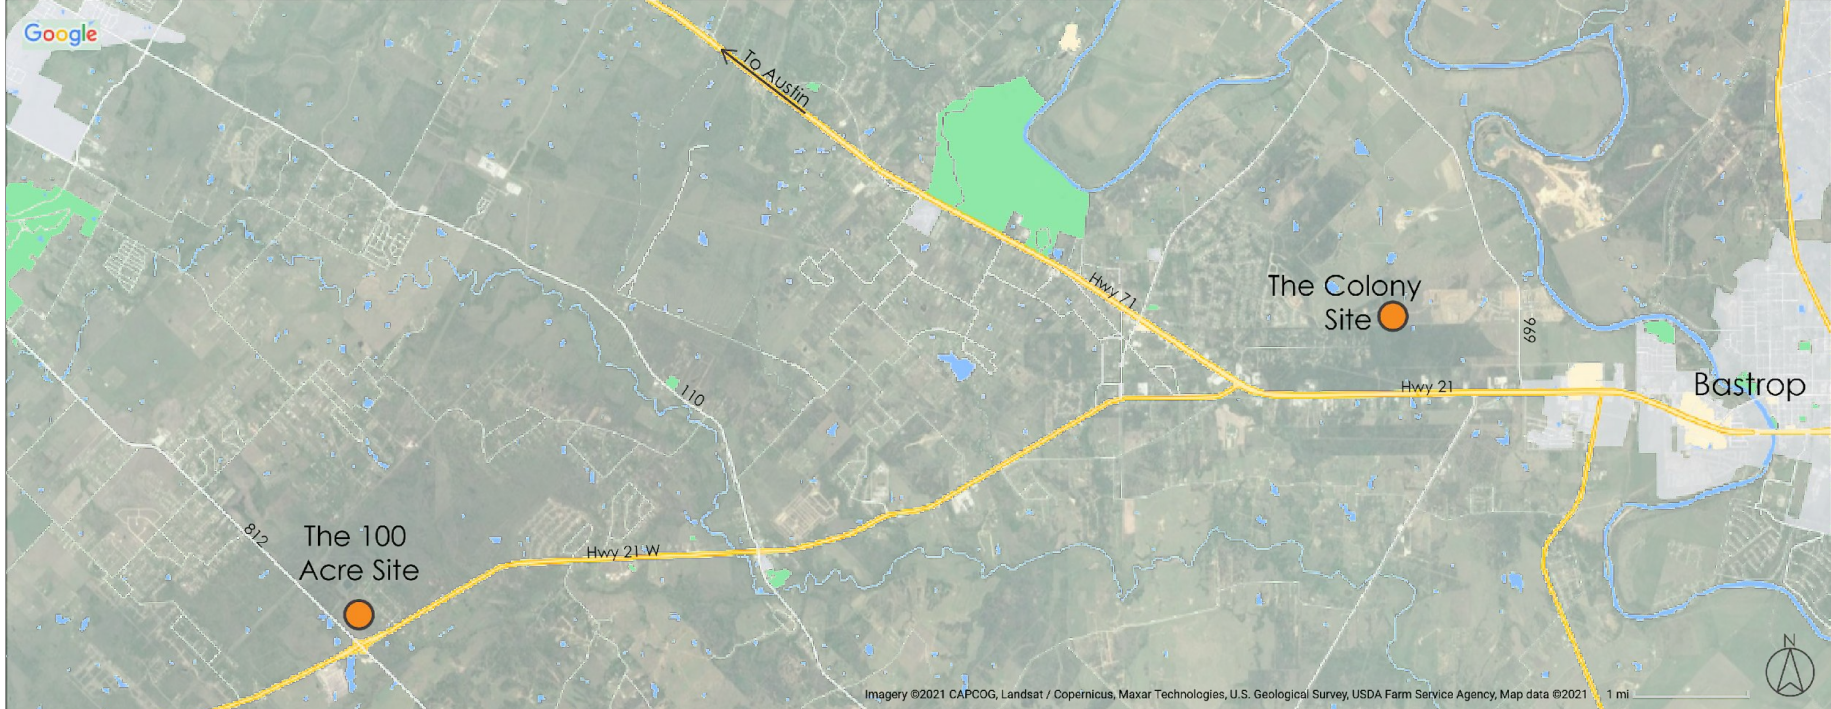 Google
To Austin
Hwy 71
The Colony
Site
969
Hwy 21
Bastrop
110
812
The 100
Acre Site
Hwy 21 W
N
Imagery ©2021 CAPCOG, Landsat / Copernicus, Maxar Technologies, U.S. Geological Survey, USDA Farm Service Agency, Map data ©2021 1 mi